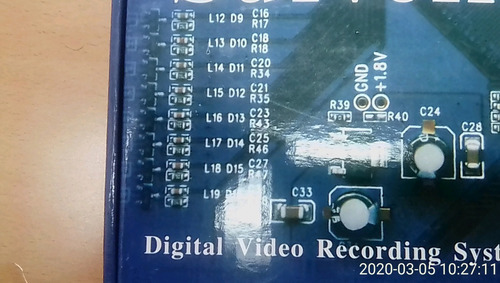 L12 D9 C16
R17
L13 D10 C18
R18
L14 D11 C20
R34
L15 D12 C21
R35
L16 D13 C23
R43
L17 D14 C25
R46
L18 D15 C27
R47
L19
GND
+1.8V
R39
R40
C24
C28
C33
Digital Video Recording Syst
2020-03-05 10:27:11